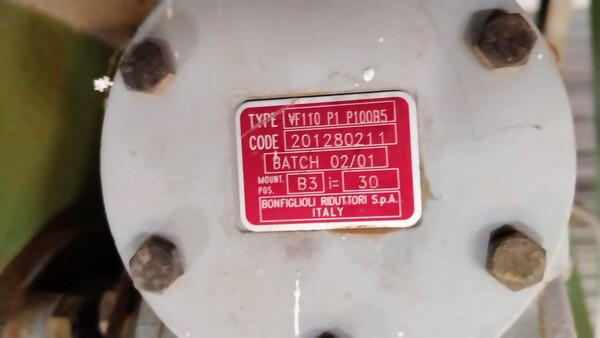 TYPE VF110 P1 P100B5
CODE 201280211
BATCH 02/01
MOUNT. POS. B3 i= 30
BONFIGLIOLI RIDUTTORI S.p.A.
ITALY